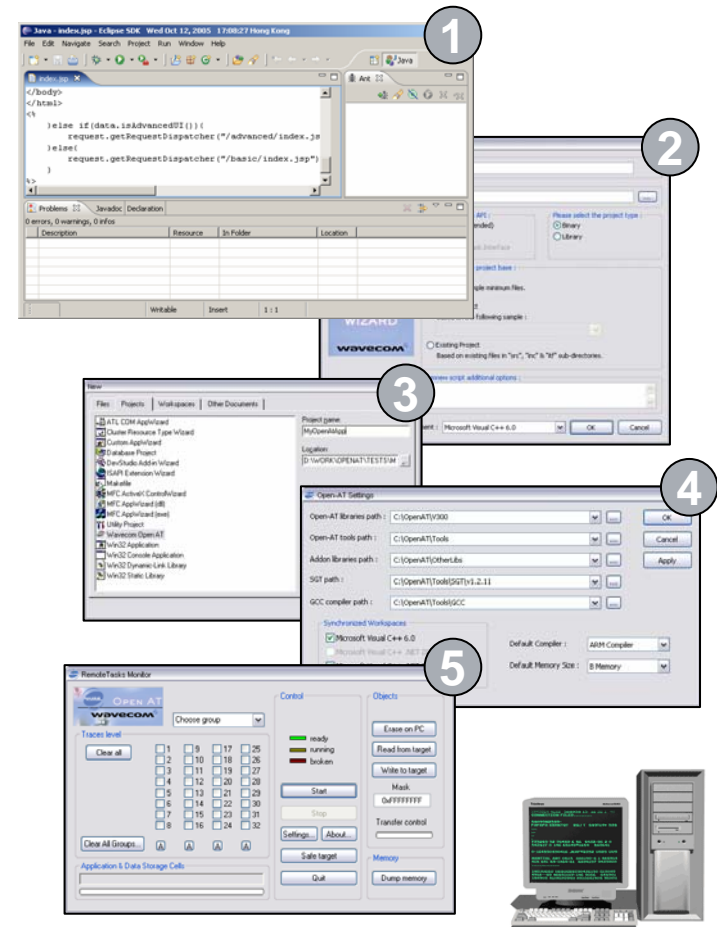 Java - index.jsp - Eclipse SDK Wed Oct 12, 2005 17:08:27 Hong Kong
1
File Edit Navigate Search Project Run Window Help
Java
index.jsp
Ant
</body>
</html>
<%
}else if(data.isAdvancedUI()){
request.getRequestDispatcher("/advanced/index.js
}else{
request.getRequestDispatcher("/basic/index.jsp")
}
%>
Problems Javadoc Declaration
0 errors, 0 warnings, 0 infos
Description Resource In Folder Location
Writable Insert 1 : 1
2
API :
Please select the project type :
Binary
Library
project base :
minimum files.
following sample :
WIZARD
wavecom
Existing Project
Based on existing files in "src", "inc" & "itf" sub-directories.
script additional options :
Microsoft Visual C++ 6.0
OK
Cancel
3
New
Files Projects Workspaces Other Documents
ATL COM AppWizard
Cluster Resource Type Wizard
Custom AppWizard
Database Project
DevStudio Add-in Wizard
ISAPI Extension Wizard
Makefile
MFC ActiveX ControlWizard
MFC AppWizard (dll)
MFC AppWizard (exe)
Utility Project
Wavecom Open AT
Win32 Application
Win32 Console Application
Win32 Dynamic-Link Library
Win32 Static Library
Project name:
MyOpenATApp
Location:
D:\WORK\OPENAT\TESTS\M
4
Open-AT Settings
Open-AT libraries path : C:\OpenAT\V300
OK
Open-AT tools path : C:\OpenAT\Tools
Cancel
Addon libraries path : C:\OpenAT\OtherLibs
Apply
SGT path : C:\OpenAT\Tools\SGT\v1.2.11
GCC compiler path : C:\OpenAT\Tools\GCC
Synchronized Workspaces
Microsoft Visual C++ 6.0
Microsoft Visual C++ .NET
Default Compiler : ARM Compiler
Default Memory Size : B Memory
5
RemoteTasks Monitor
OPEN AT
wavecom
Choose group
Traces level
Clear all
1 9 17 25
2 10 18 26
3 11 19 27
4 12 20 28
5 13 21 29
6 14 22 30
7 15 23 31
8 16 24 32
Clear All Groups...
A A A A
Application & Data Storage Cells
Control
ready
running
broken
Start
Stop
Settings... About...
Safe target
Quit
Objects
Erase on PC
Read from target
Write to target
Mask
0xFFFFFFFF
Transfer control
Memory
Dump memory